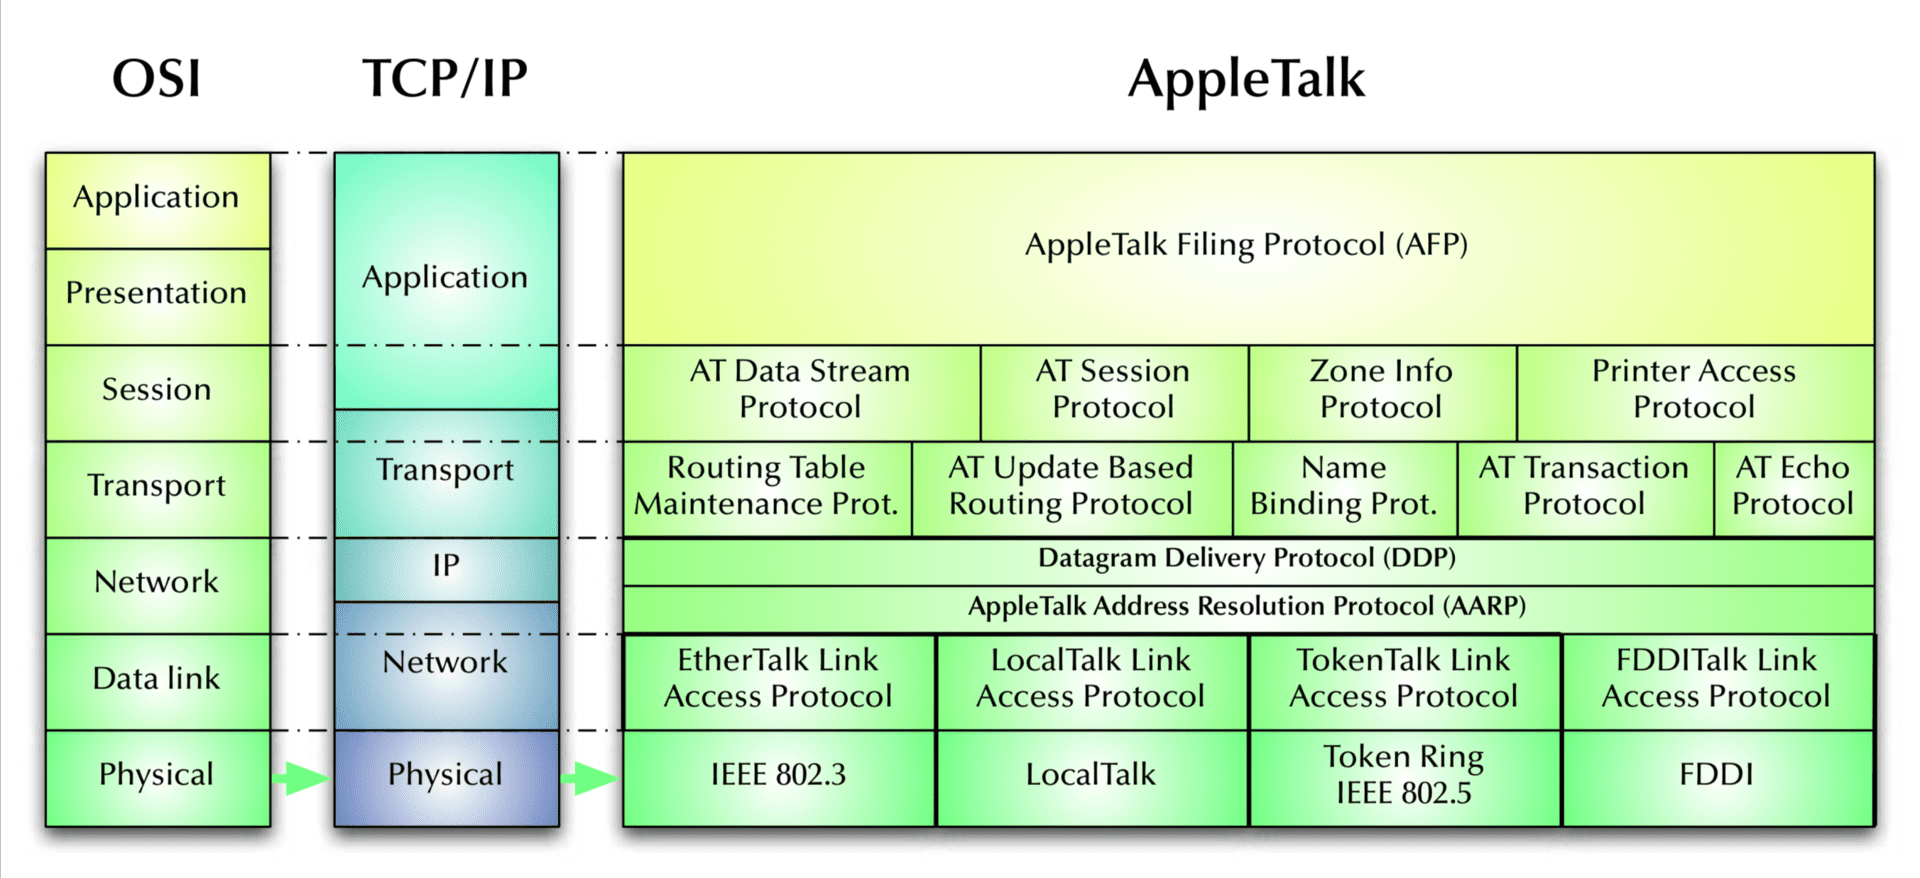 OSI
TCP/IP
AppleTalk
Application
Presentation
Session
Transport
Network
Data link
Physical
Application
Transport
IP
Network
Physical
AppleTalk Filing Protocol (AFP)
AT Data Stream
Protocol
AT Session
Protocol
Zone Info
Protocol
Printer Access
Protocol
Routing Table
Maintenance Prot.
AT Update Based
Routing Protocol
Name
Binding Prot.
AT Transaction
Protocol
AT Echo
Protocol
Datagram Delivery Protocol (DDP)
AppleTalk Address Resolution Protocol (AARP)
EtherTalk Link
Access Protocol
LocalTalk Link
Access Protocol
TokenTalk Link
Access Protocol
FDDITalk Link
Access Protocol
IEEE 802.3
LocalTalk
Token Ring
IEEE 802.5
FDDI